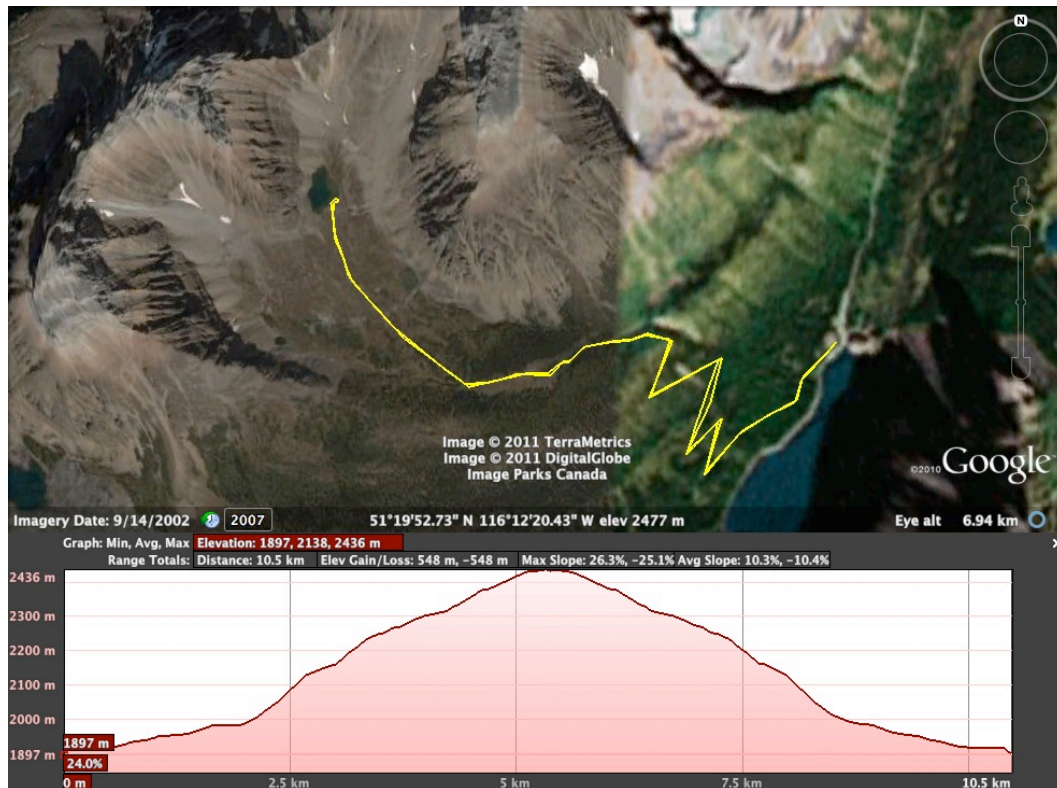 N
Image © 2011 TerraMetrics
Image © 2011 DigitalGlobe
Image Parks Canada
©2010 Google
Imagery Date: 9/14/2002 2007 51°19'52.73" N 116°12'20.43" W elev 2477 m Eye alt 6.94 km
Graph: Min, Avg, Max Elevation: 1897, 2138, 2436 m
Range Totals: Distance: 10.5 km Elev Gain/Loss: 548 m, -548 m Max Slope: 26.3%, -25.1% Avg Slope: 10.3%, -10.4%
2436 m
2300 m
2200 m
2100 m
2000 m
1897 m
1897 m
24.0%
0 m 2.5 km 5 km 7.5 km 10.5 km